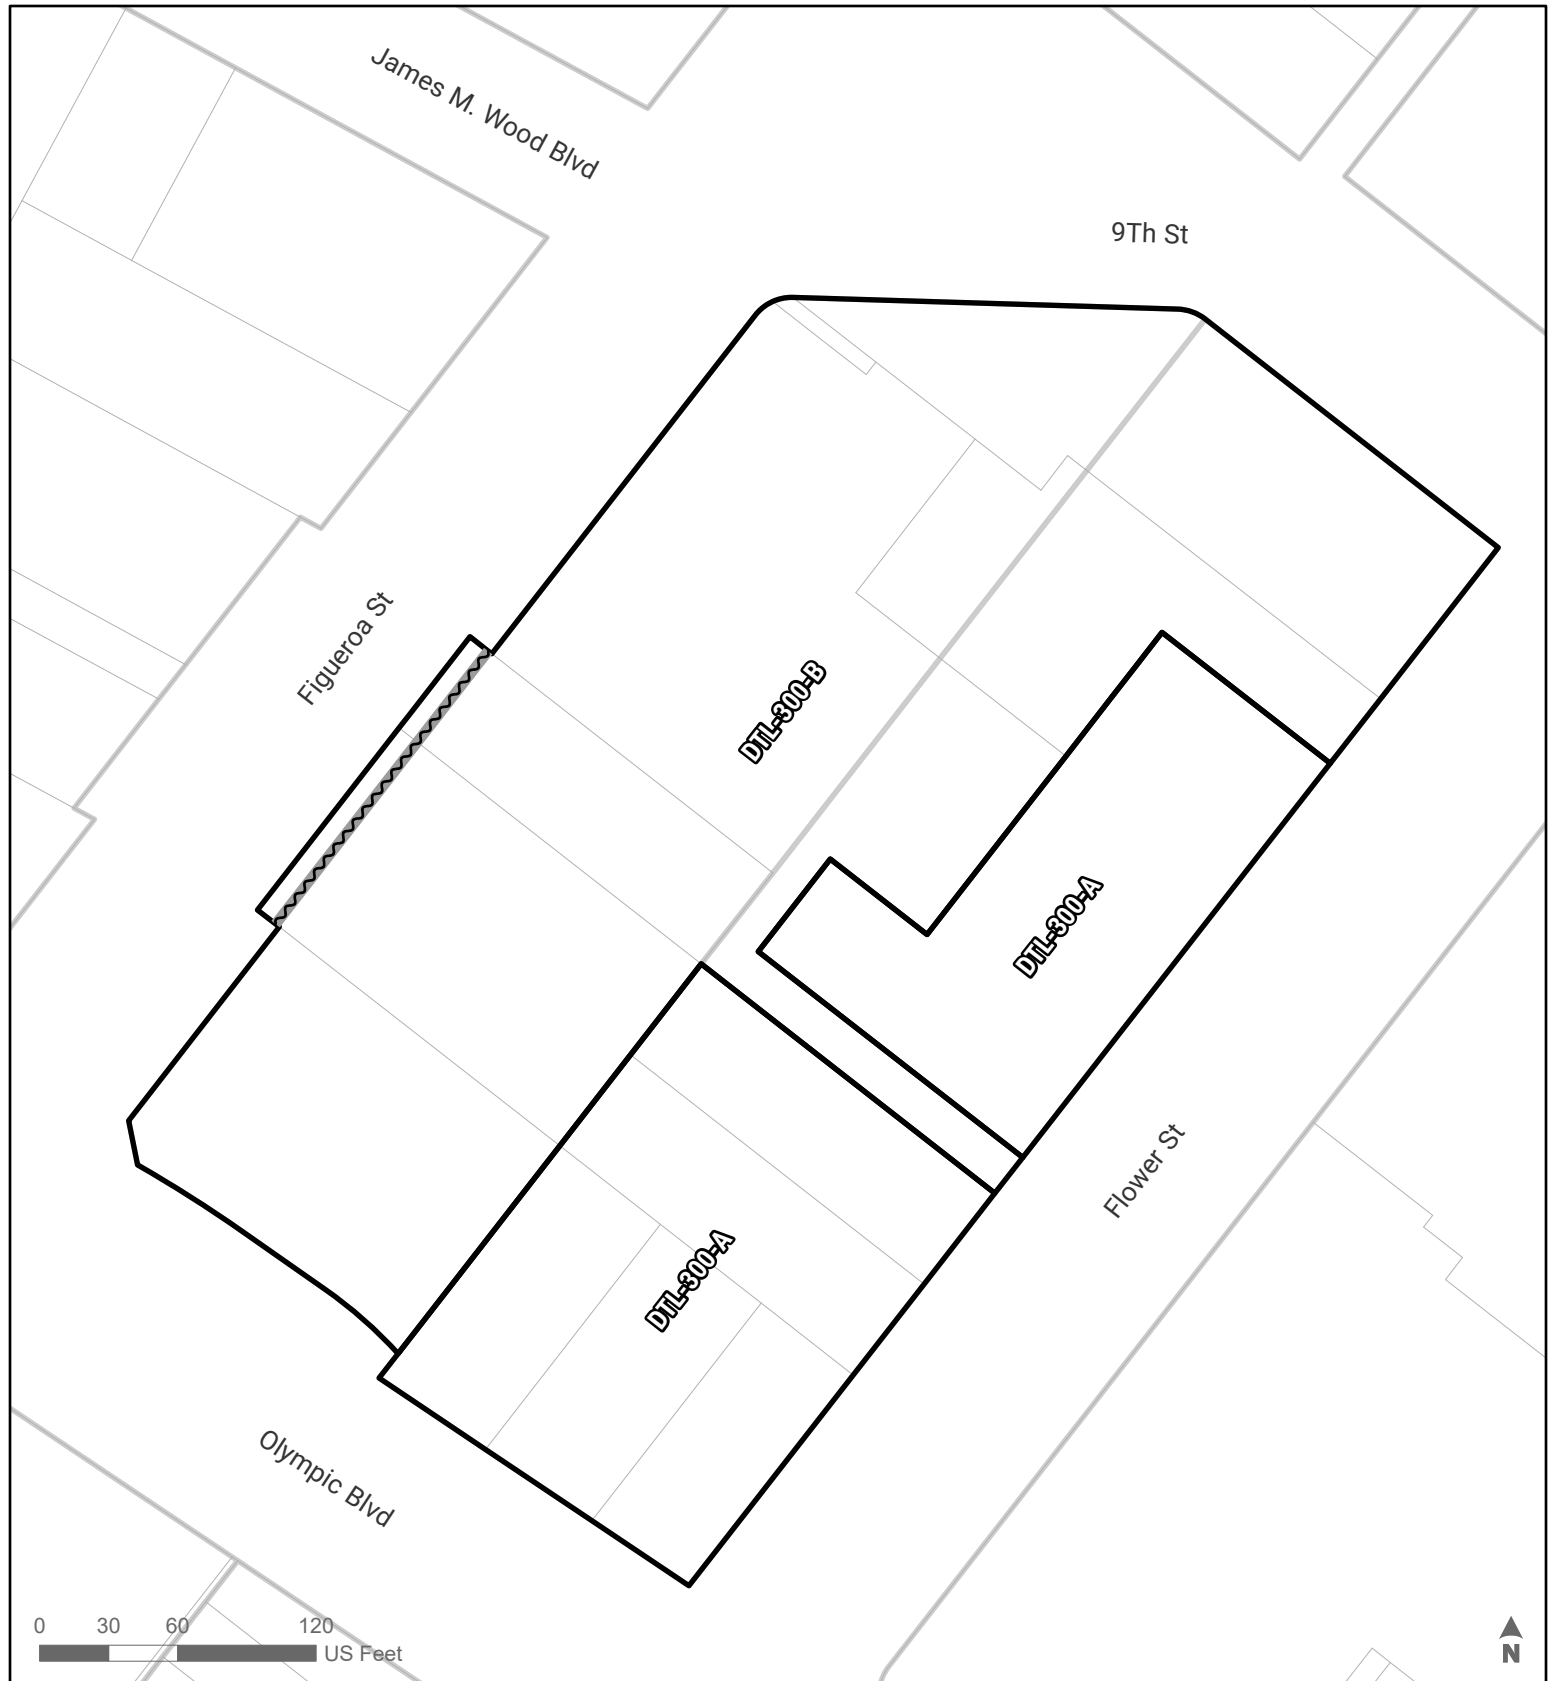 James M. Wood Blvd
9Th St
Figueroa St
DTL-300-B
DTL-300-A
Flower St
DTL-300-A
Olympic Blvd
0 30 60 120
US Feet
N